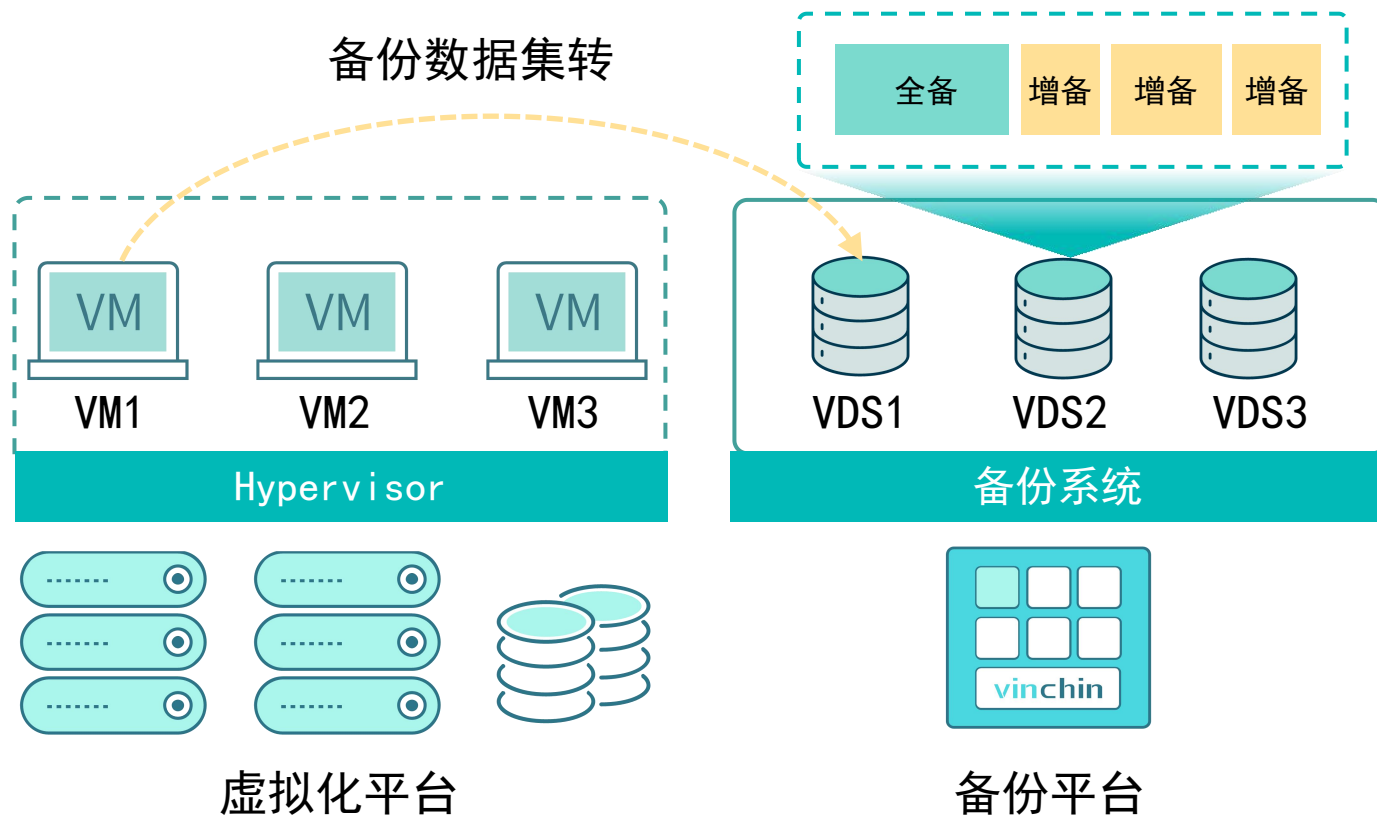 备份数据集转
全备
增备
增备
增备
VM
VM
VM
VM1
VM2
VM3
VDS1
VDS2
VDS3
Hypervisor
备份系统
vinchin
虚拟化平台
备份平台